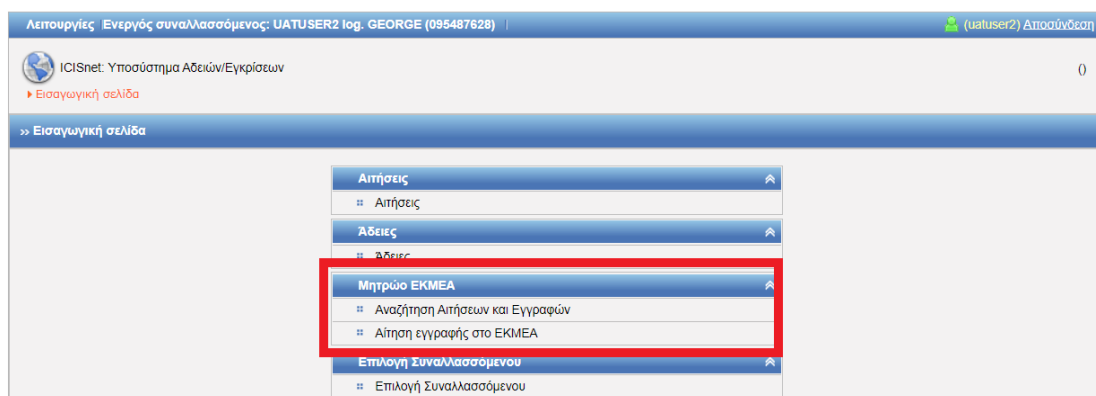 Λειτουργίες |Ενεργός συναλλασσόμενος: UATUSER2 log. GEORGE (095487628) | (uatuser2) Αποσύνδεση
ICISnet: Υποσύστημα Αδειών/Εγκρίσεων ()
Εισαγωγική σελίδα
» Εισαγωγική σελίδα
Αιτήσεις
Αιτήσεις
Άδειες
Άδειες
Μητρώο ΕΚΜΕΑ
Αναζήτηση Αιτήσεων και Εγγραφών
Αίτηση εγγραφής στο ΕΚΜΕΑ
Επιλογή Συναλλασσόμενου
Επιλογή Συναλλασσόμενου